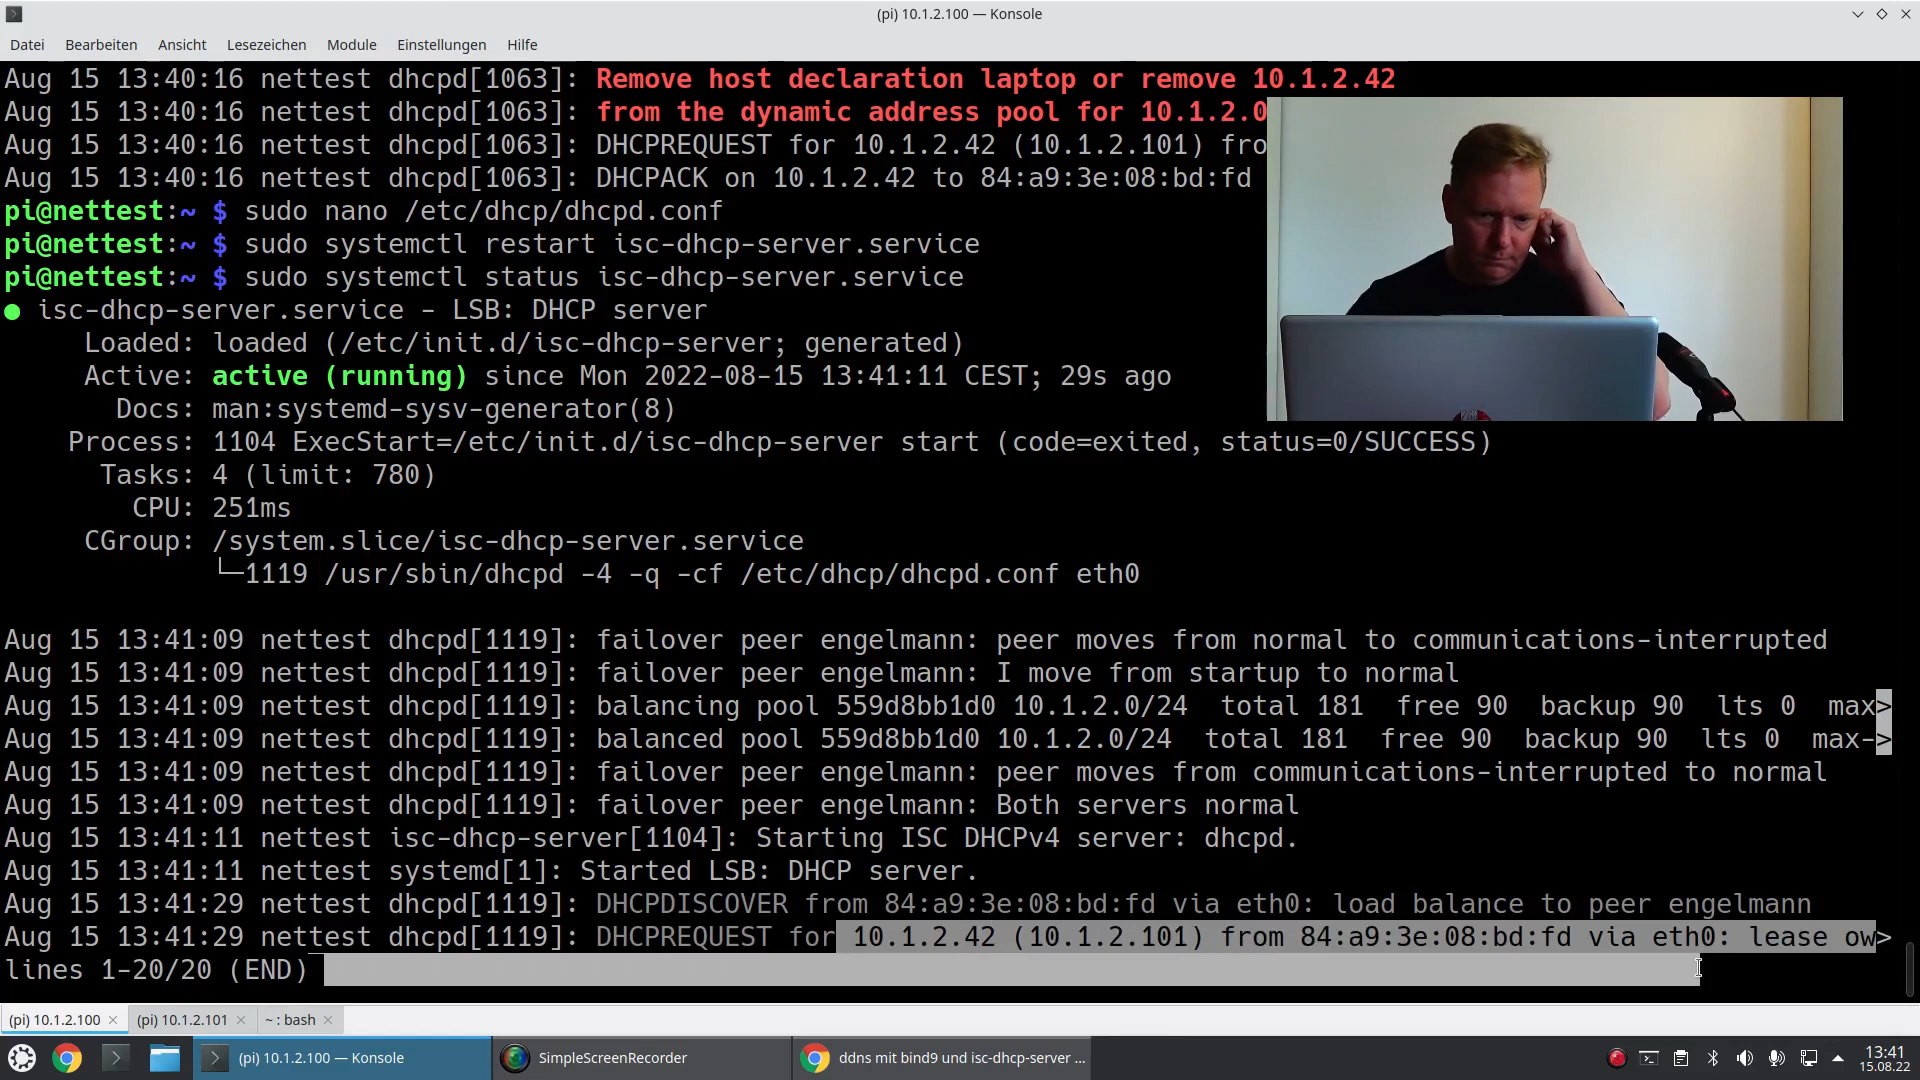 (pi) 10.1.2.100 — Konsole
Datei Bearbeiten Ansicht Lesezeichen Module Einstellungen Hilfe
Aug 15 13:40:16 nettest dhcpd[1063]: Remove host declaration laptop or remove 10.1.2.42
Aug 15 13:40:16 nettest dhcpd[1063]: from the dynamic address pool for 10.1.2.0
Aug 15 13:40:16 nettest dhcpd[1063]: DHCPREQUEST for 10.1.2.42 (10.1.2.101) fro
Aug 15 13:40:16 nettest dhcpd[1063]: DHCPACK on 10.1.2.42 to 84:a9:3e:08:bd:fd
pi@nettest:~ $ sudo nano /etc/dhcp/dhcpd.conf
pi@nettest:~ $ sudo systemctl restart isc-dhcp-server.service
pi@nettest:~ $ sudo systemctl status isc-dhcp-server.service
● isc-dhcp-server.service - LSB: DHCP server
Loaded: loaded (/etc/init.d/isc-dhcp-server; generated)
Active: active (running) since Mon 2022-08-15 13:41:11 CEST; 29s ago
Docs: man:systemd-sysv-generator(8)
Process: 1104 ExecStart=/etc/init.d/isc-dhcp-server start (code=exited, status=0/SUCCESS)
Tasks: 4 (limit: 780)
CPU: 251ms
CGroup: /system.slice/isc-dhcp-server.service
└─1119 /usr/sbin/dhcpd -4 -q -cf /etc/dhcp/dhcpd.conf eth0
Aug 15 13:41:09 nettest dhcpd[1119]: failover peer engelmann: peer moves from normal to communications-interrupted
Aug 15 13:41:09 nettest dhcpd[1119]: failover peer engelmann: I move from startup to normal
Aug 15 13:41:09 nettest dhcpd[1119]: balancing pool 559d8bb1d0 10.1.2.0/24  total 181  free 90  backup 90  lts 0  max>
Aug 15 13:41:09 nettest dhcpd[1119]: balanced pool 559d8bb1d0 10.1.2.0/24  total 181  free 90  backup 90  lts 0  max->
Aug 15 13:41:09 nettest dhcpd[1119]: failover peer engelmann: peer moves from communications-interrupted to normal
Aug 15 13:41:09 nettest dhcpd[1119]: failover peer engelmann: Both servers normal
Aug 15 13:41:11 nettest isc-dhcp-server[1104]: Starting ISC DHCPv4 server: dhcpd.
Aug 15 13:41:11 nettest systemd[1]: Started LSB: DHCP server.
Aug 15 13:41:29 nettest dhcpd[1119]: DHCPDISCOVER from 84:a9:3e:08:bd:fd via eth0: load balance to peer engelmann
Aug 15 13:41:29 nettest dhcpd[1119]: DHCPREQUEST for 10.1.2.42 (10.1.2.101) from 84:a9:3e:08:bd:fd via eth0: lease ow>
lines 1-20/20 (END)
(pi) 10.1.2.100 (pi) 10.1.2.101 ~ : bash
(pi) 10.1.2.100 — Konsole SimpleScreenRecorder ddns mit bind9 und isc-dhcp-server ... 13:41
15.08.22